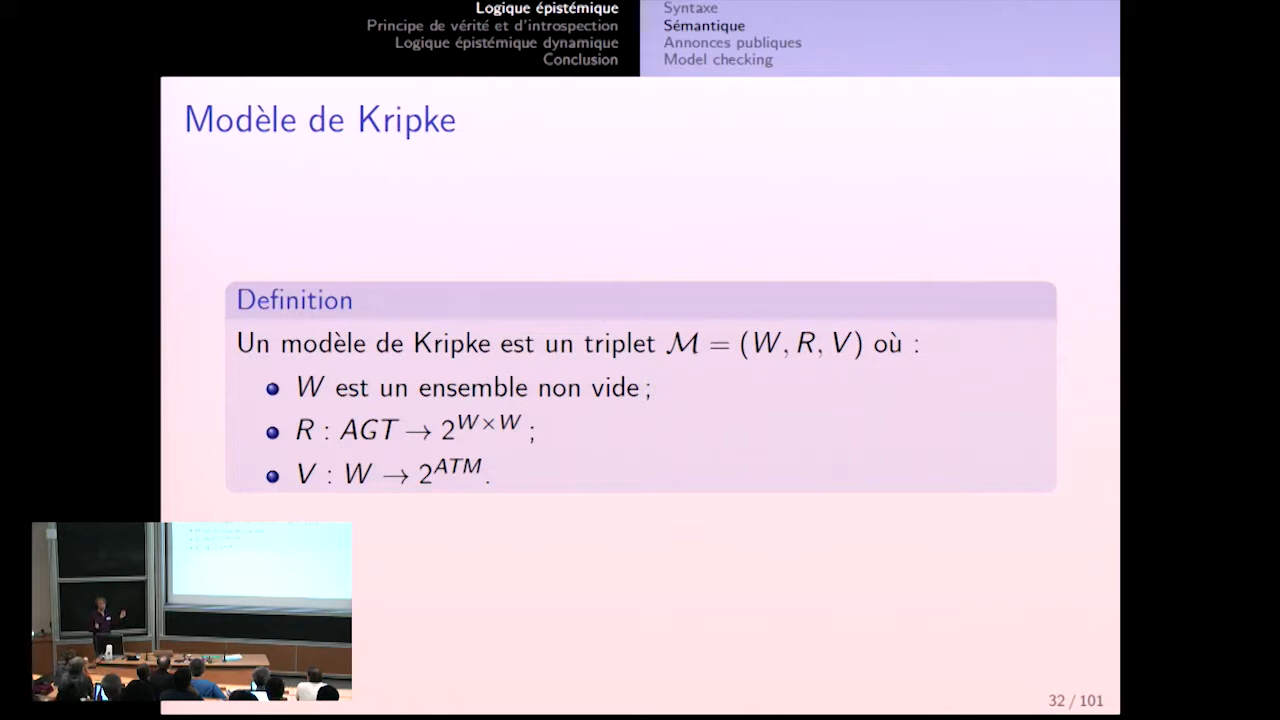 Logique épistémique
Principe de vérité et d'introspection
Logique épistémique dynamique
Conclusion
Syntaxe
Sémantique
Annonces publiques
Model checking
Modèle de Kripke
Definition
Un modèle de Kripke est un triplet ℳ = (W, R, V) où :
W est un ensemble non vide ;
R : AGT → 2^{W×W} ;
V : W → 2^{ATM}.
32 / 101